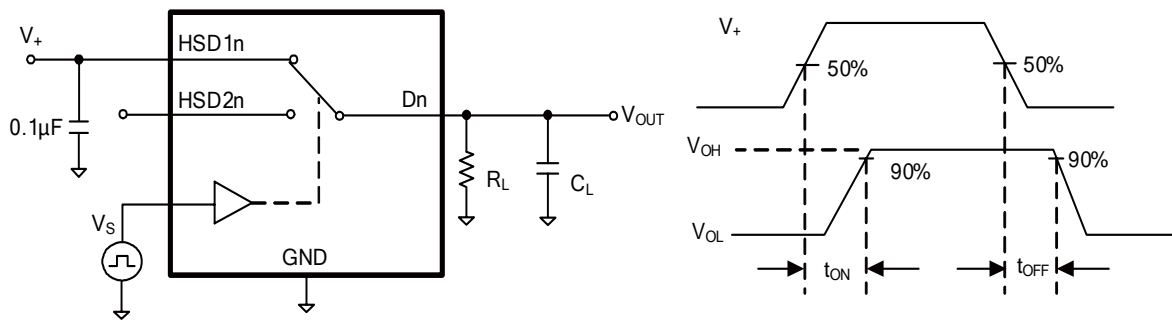 V+
HSD1n
HSD2n
0.1µF
Dn
VOUT
RL
CL
VS
GND
V+
50%
50%
VOH
90%
90%
VOL
tON
tOFF